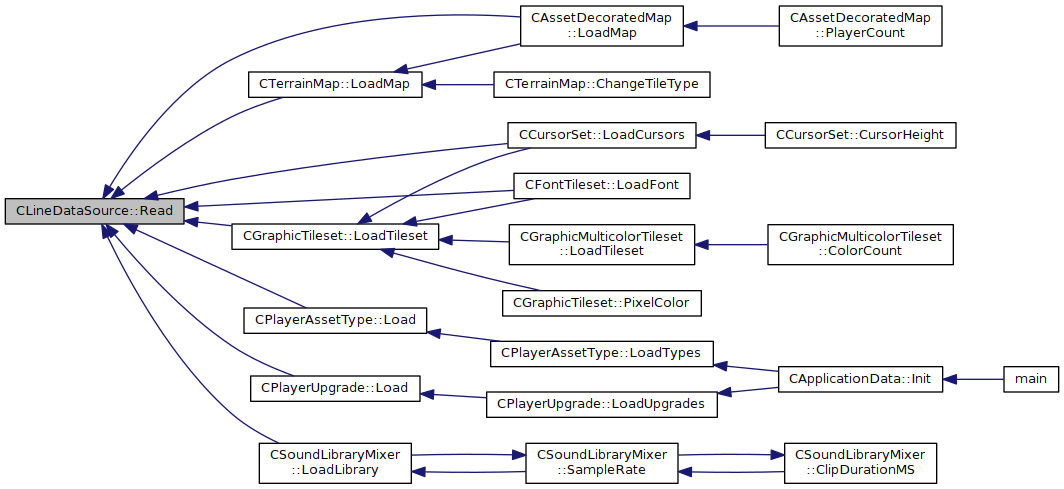 CAssetDecoratedMap
::LoadMap
CAssetDecoratedMap
::PlayerCount
CTerrainMap::LoadMap
CTerrainMap::ChangeTileType
CCursorSet::LoadCursors
CCursorSet::CursorHeight
CFontTileset::LoadFont
CLineDataSource::Read
CGraphicTileset::LoadTileset
CGraphicMulticolorTileset
::LoadTileset
CGraphicMulticolorTileset
::ColorCount
CGraphicTileset::PixelColor
CPlayerAssetType::Load
CPlayerAssetType::LoadTypes
CApplicationData::Init
main
CPlayerUpgrade::Load
CPlayerUpgrade::LoadUpgrades
CSoundLibraryMixer
::LoadLibrary
CSoundLibraryMixer
::SampleRate
CSoundLibraryMixer
::ClipDurationMS